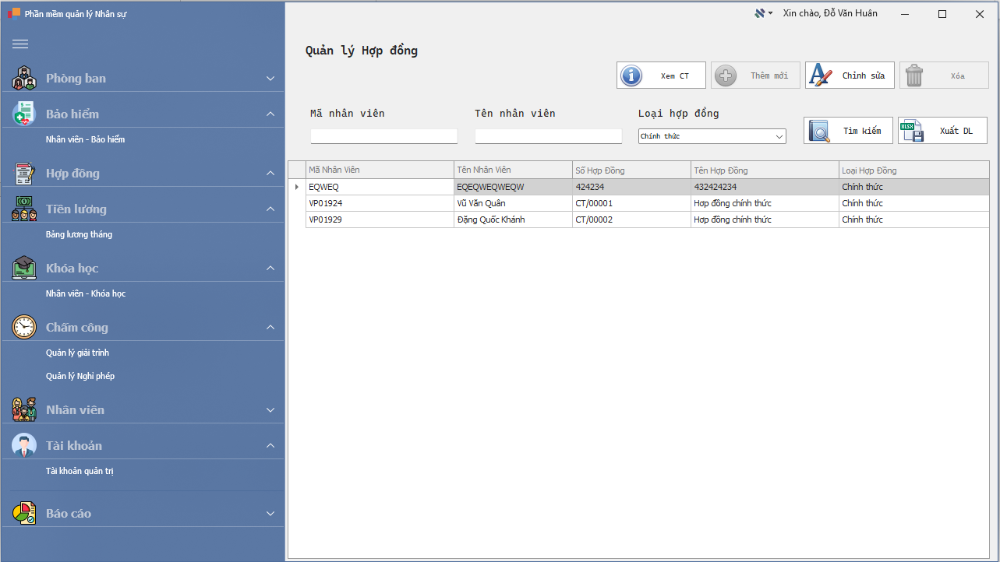 Phần mềm quản lý Nhân sự
Xin chào, Đỗ Văn Huân
Phòng ban
Bảo hiểm
Nhân viên - Bảo hiểm
Hợp đồng
Tiền lương
Bảng lương tháng
Khóa học
Nhân viên - Khóa học
Chấm công
Quản lý giải trình
Quản lý Nghỉ phép
Nhân viên
Tài khoản
Tài khoản quản trị
Báo cáo
Quản lý Hợp đồng
Xem CT Thêm mới Chỉnh sửa Xóa
Mã nhân viên Tên nhân viên Loại hợp đồng
Chính thức
Tìm kiếm XLSX Xuất DL
Mã Nhân Viên Tên Nhân Viên Số Hợp Đồng Tên Hợp Đồng Loại Hợp Đồng
EQWEQ EQEQWEQWEQW 424234 432424234 Chính thức
VP01924 Vũ Văn Quân CT/00001 Hợp đồng chính thức Chính thức
VP01929 Đặng Quốc Khánh CT/00002 Hợp đồng chính thức Chính thức